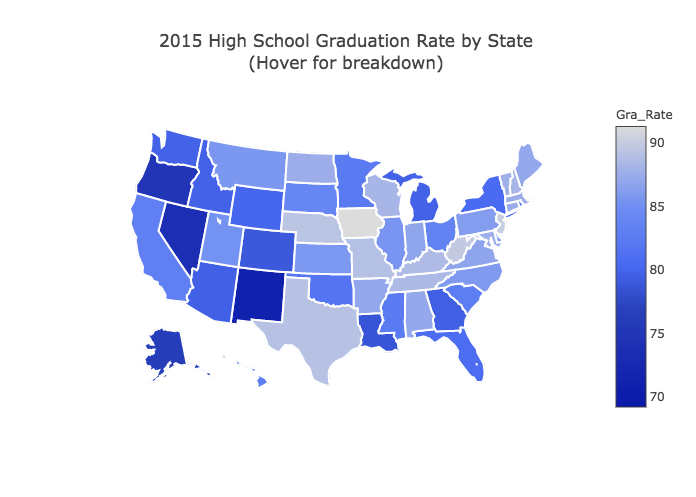 2015 High School Graduation Rate by State
(Hover for breakdown)
Gra_Rate
90
85
80
75
70